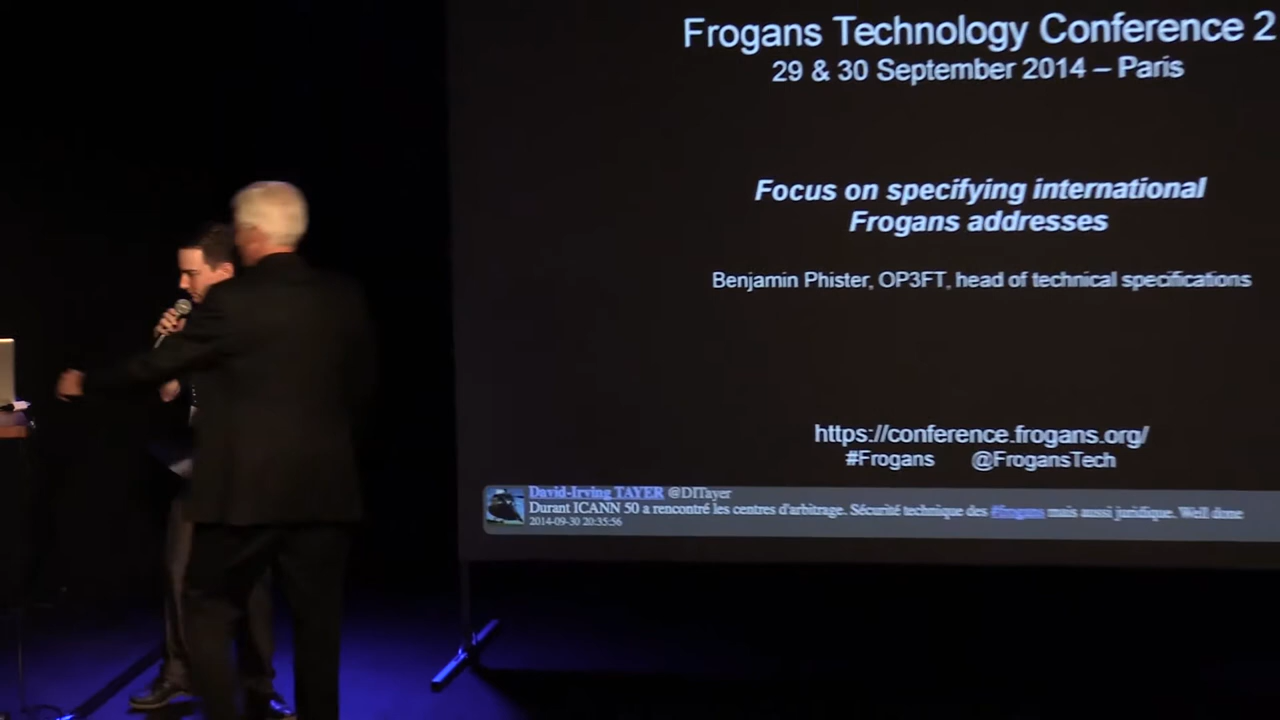 Frogans Technology Conference 2
29 & 30 September 2014 – Paris
Focus on specifying international
Frogans addresses
Benjamin Phister, OP3FT, head of technical specifications
https://conference.frogans.org/
#Frogans @FrogansTech
David-Irving TAYER @DITayer
Durant ICANN 50 a rencontré les centres d'arbitrage. Sécurité technique des #frogans mais aussi juridique. Well done
2014-09-30 20:35:56